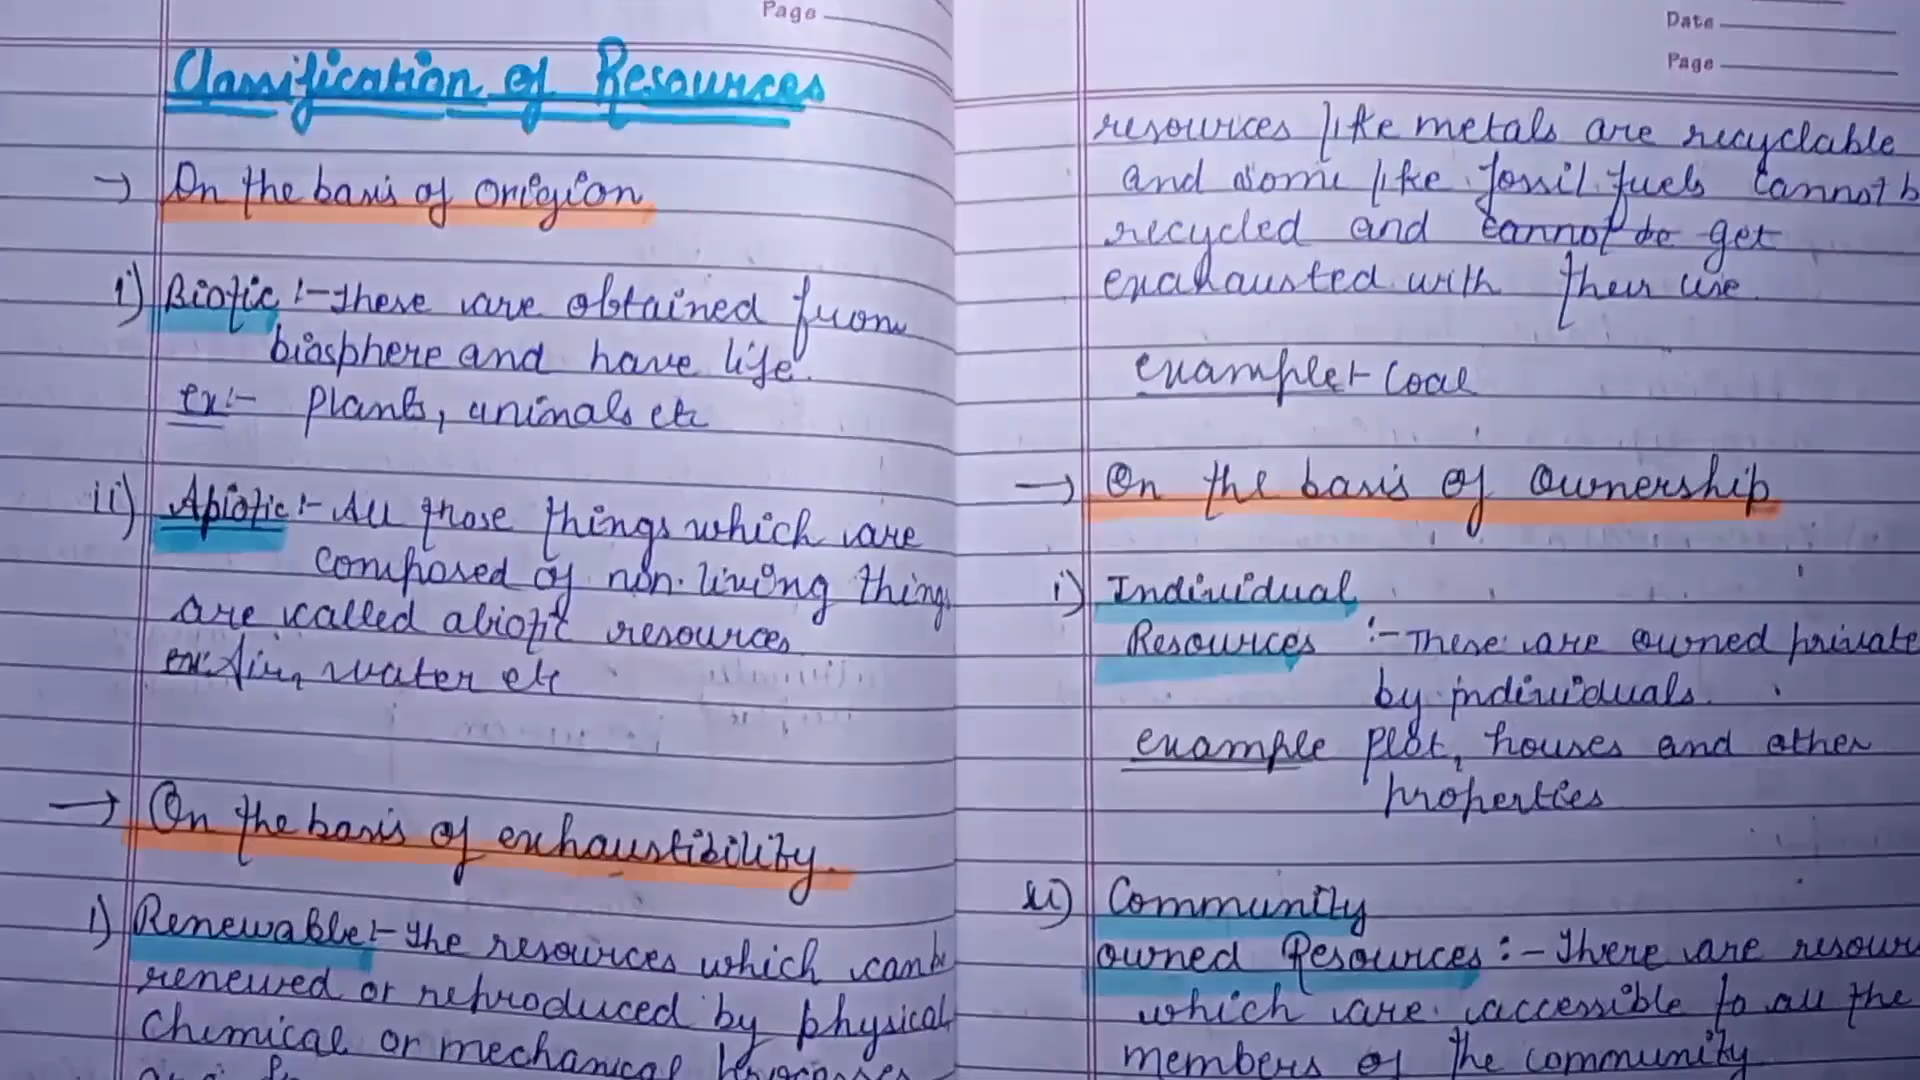 Page
Classification of Resources
→ On the basis of origion
i) Biotic :- these are obtained from
biosphere and have life.
ex:- plants, animals etc
ii) Abiotic :- All those things which are
composed of non-living things
are called abiotit resources
ex:- water etc
→ On the basis of exhaustibility.
i) Renewable:- the resources which can be
renewed or reproduced by physical
chemical or mechanical processes
Date
Page
resources like metals are recyclable
and some like fossil fuels cannot b
recycled and cannot be get
exahausted with their use
example:- Coal
→ On the basis of Ownership
i) Individual
Resources :- These are owned private
by individuals.
example plot, houses and other
properties
ii) Community
owned Resources :- There are resour
which are accessible to all the
members of the community